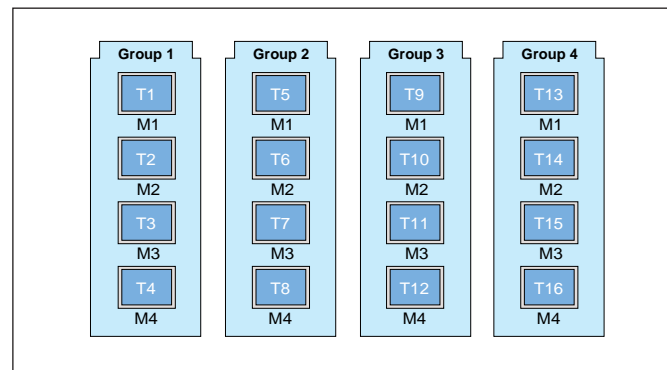 Group 1 Group 2 Group 3 Group 4
T1 T5 T9 T13
M1 M1 M1 M1
T2 T6 T10 T14
M2 M2 M2 M2
T3 T7 T11 T15
M3 M3 M3 M3
T4 T8 T12 T16
M4 M4 M4 M4